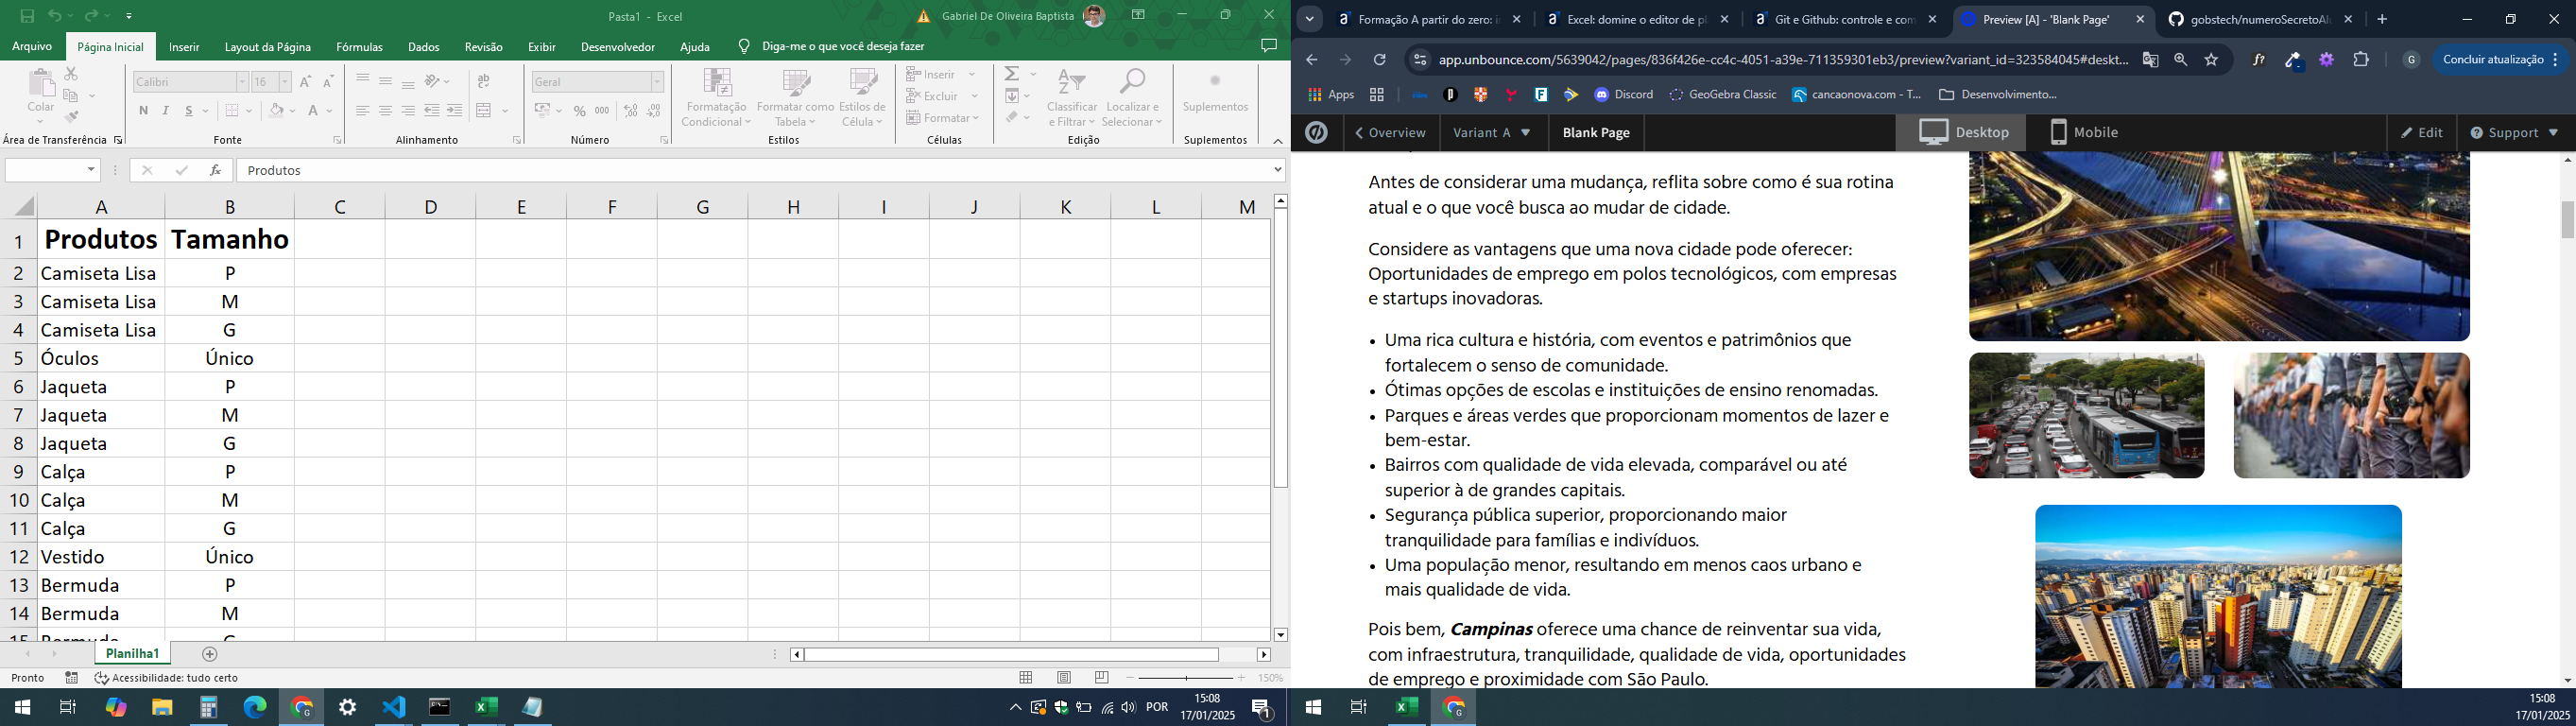 Pasta1 - Excel
Gabriel De Oliveira Baptista
Arquivo
Página Inicial
Inserir
Layout da Página
Fórmulas
Dados
Revisão
Exibir
Desenvolvedor
Ajuda
Diga-me o que você deseja fazer
Colar
Calibri
16
N I S
Geral
% 000
Formatação Condicional
Formatar como Tabela
Estilos de Célula
Inserir
Excluir
Formatar
Classificar e Filtrar
Localizar e Selecionar
Suplementos
Área de Transferência
Fonte
Alinhamento
Número
Estilos
Células
Edição
Suplementos
fx
Produtos
A B C D E F G H I J K L M
1 Produtos Tamanho
2 Camiseta Lisa P
3 Camiseta Lisa M
4 Camiseta Lisa G
5 Óculos Único
6 Jaqueta P
7 Jaqueta M
8 Jaqueta G
9 Calça P
10 Calça M
11 Calça G
12 Vestido Único
13 Bermuda P
14 Bermuda M
15 Bermuda G
Planilha1
Pronto
Acessibilidade: tudo certo
150%
POR
15:08
17/01/2025
1
Formação A partir do zero: i
Excel: domine o editor de pl
Git e Github: controle e com
Preview [A] - 'Blank Page'
gobstech/numeroSecretoAl
app.unbounce.com/5639042/pages/836f426e-cc4c-4051-a39e-711359301eb3/preview?variant_id=323584045#deskt...
f?
G
Concluir atualização
Apps
Discord
GeoGebra Classic
cancaonova.com - T...
Desenvolvimento...
Overview
Variant A
Blank Page
Desktop
Mobile
Edit
Support
Antes de considerar uma mudança, reflita sobre como é sua rotina
atual e o que você busca ao mudar de cidade.
Considere as vantagens que uma nova cidade pode oferecer:
Oportunidades de emprego em polos tecnológicos, com empresas
e startups inovadoras.
• Uma rica cultura e história, com eventos e patrimônios que
fortalecem o senso de comunidade.
• Ótimas opções de escolas e instituições de ensino renomadas.
• Parques e áreas verdes que proporcionam momentos de lazer e
bem-estar.
• Bairros com qualidade de vida elevada, comparável ou até
superior à de grandes capitais.
• Segurança pública superior, proporcionando maior
tranquilidade para famílias e indivíduos.
• Uma população menor, resultando em menos caos urbano e
mais qualidade de vida.
Pois bem, Campinas oferece uma chance de reinventar sua vida,
com infraestrutura, tranquilidade, qualidade de vida, oportunidades
de emprego e proximidade com São Paulo.
15:08
17/01/2025